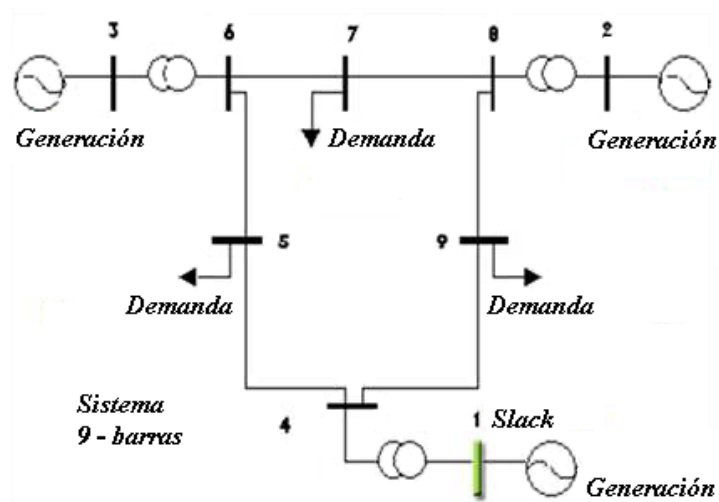 3
6
7
8
2
Generación
Demanda
Generación
5
9
Demanda
Demanda
Sistema
9 - barras
4
1 Slack
Generación